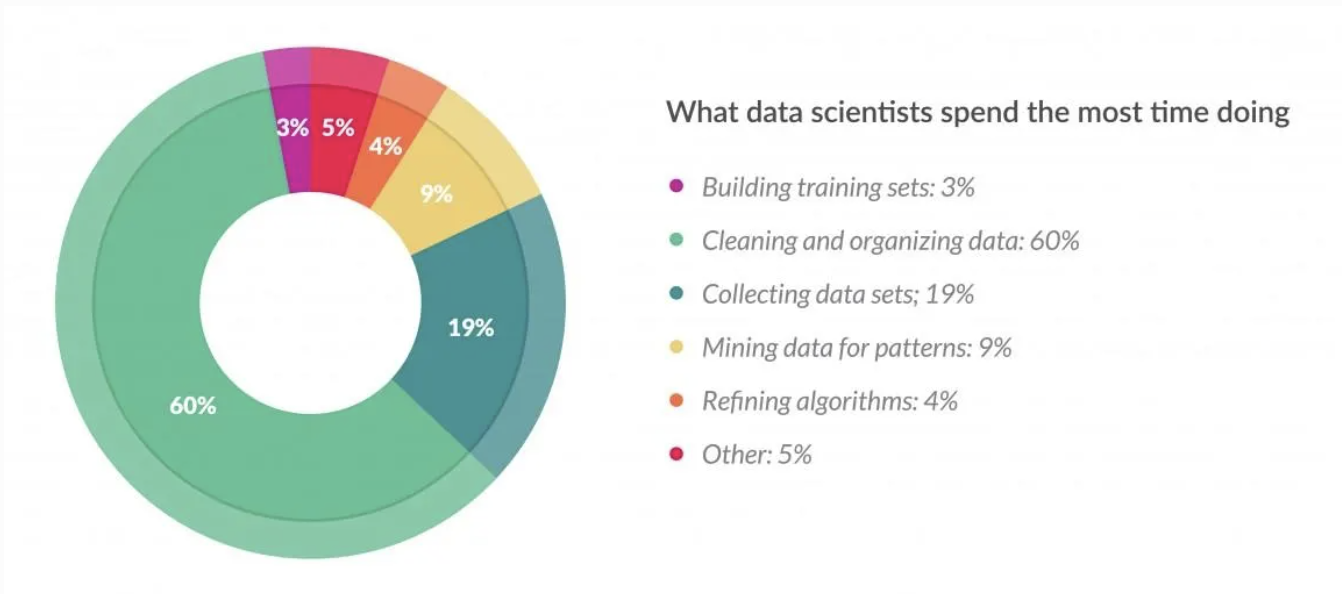 3%
5%
4%
9%
19%
60%
What data scientists spend the most time doing
Building training sets: 3%
Cleaning and organizing data: 60%
Collecting data sets; 19%
Mining data for patterns: 9%
Refining algorithms: 4%
Other: 5%